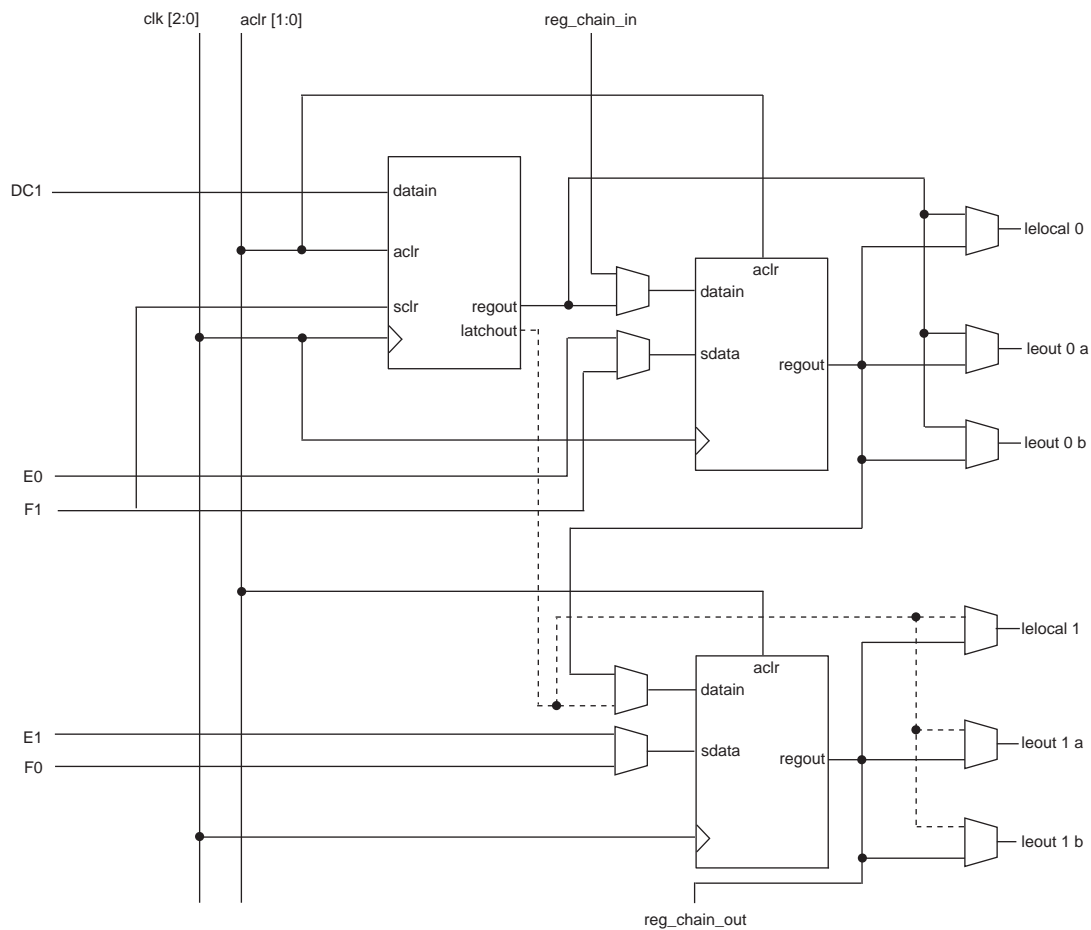 clk [2:0]
aclr [1:0]
reg_chain_in
DC1
datain
aclr
sclr
regout
latchout
aclr
datain
sdata
regout
lelocal 0
leout 0 a
leout 0 b
E0
F1
aclr
datain
sdata
regout
lelocal 1
leout 1 a
leout 1 b
E1
F0
reg_chain_out